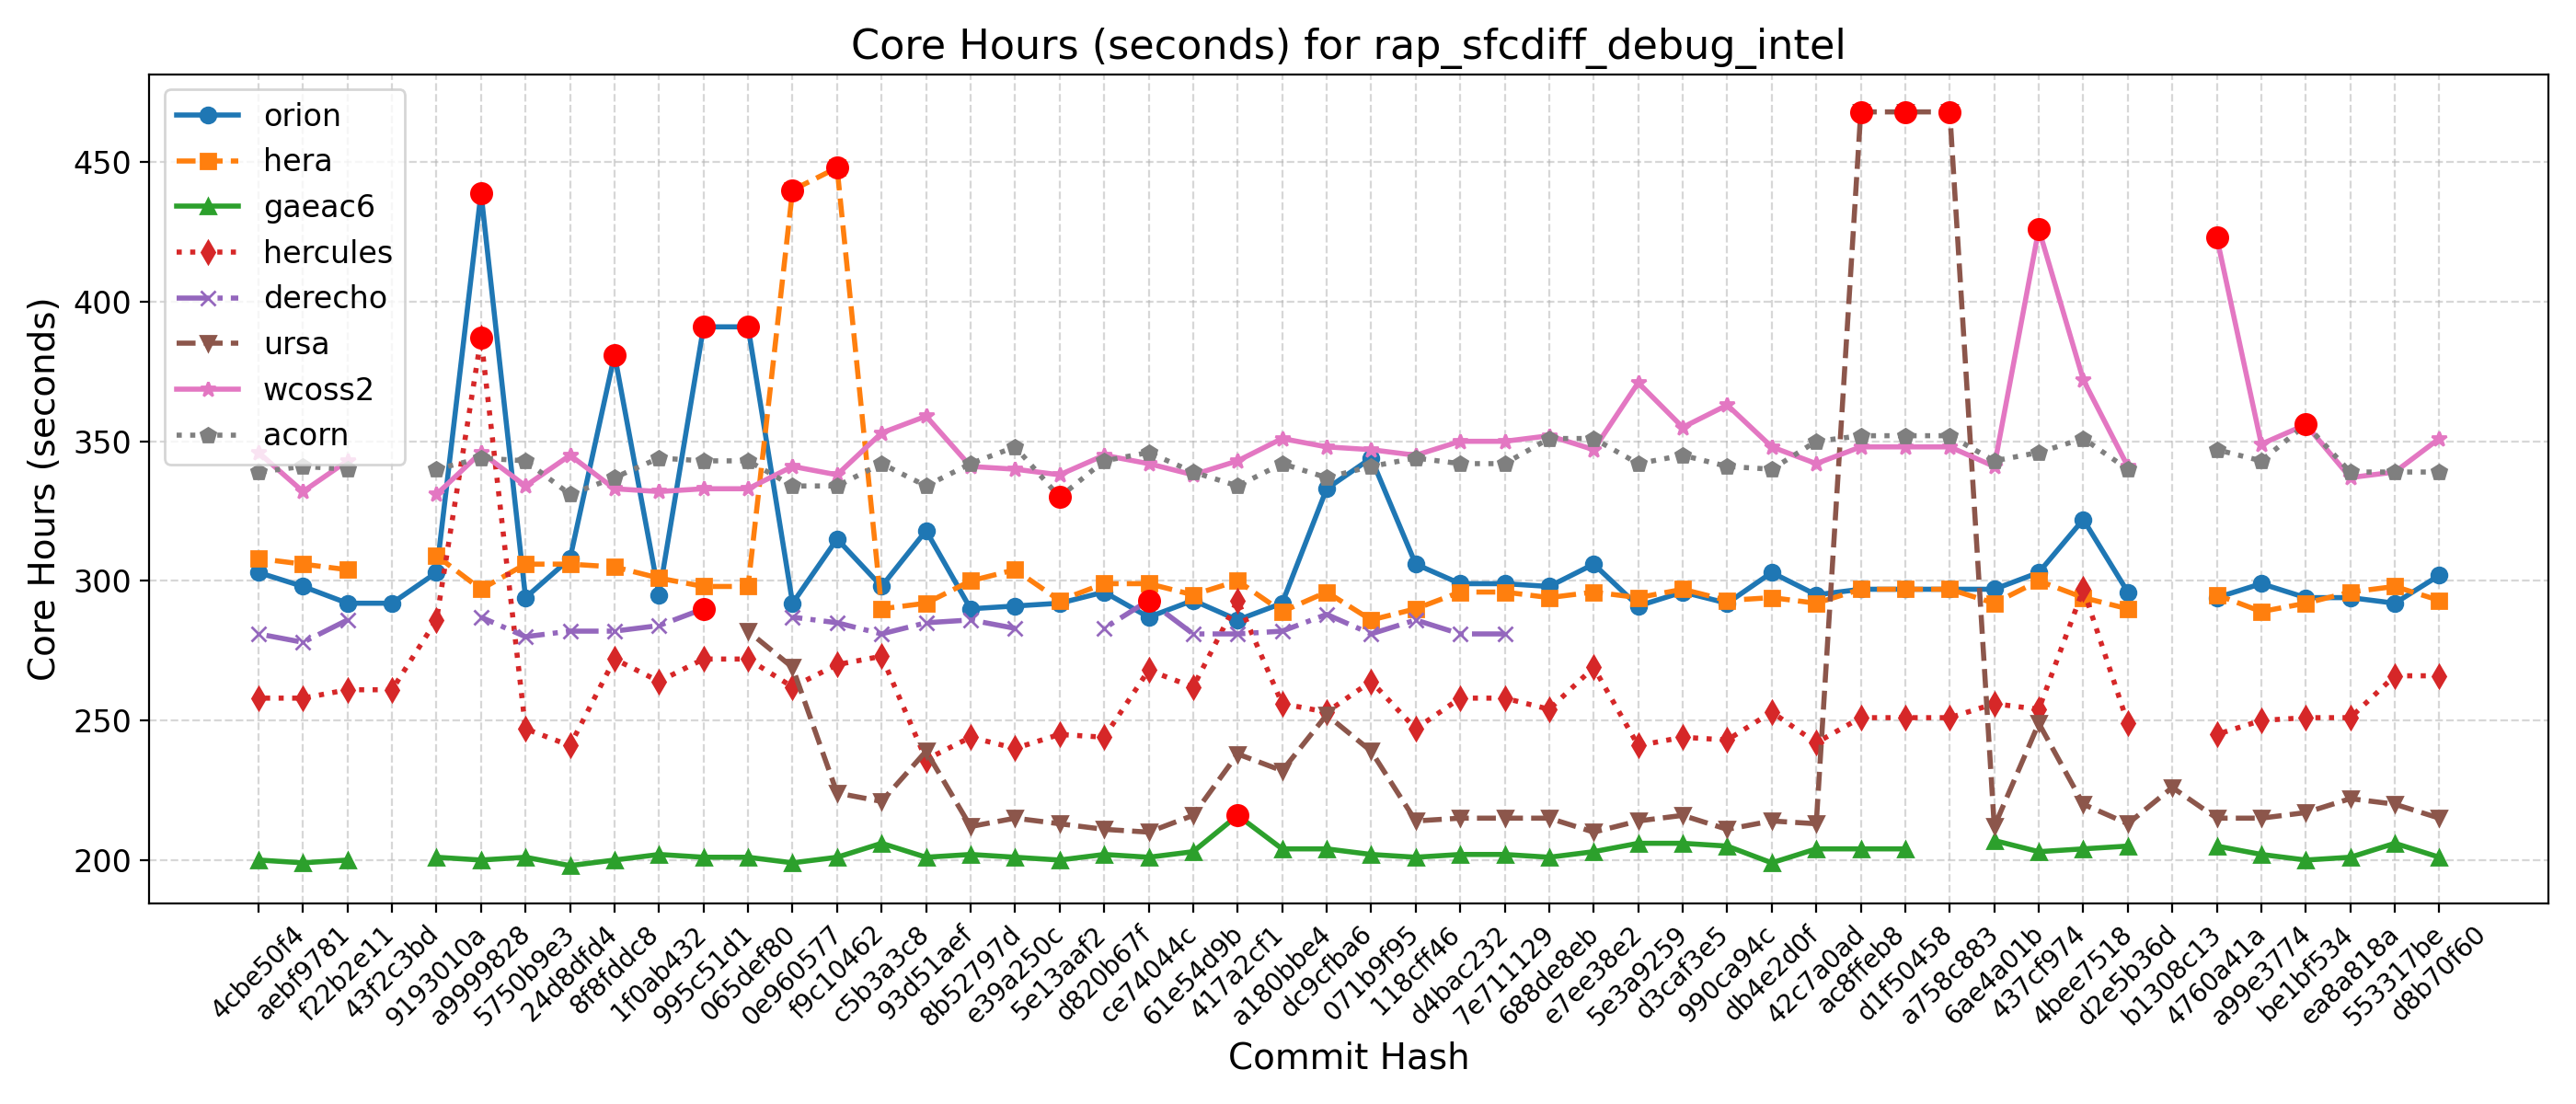 Core Hours (seconds) for rap_sfcdiff_debug_intel
Core Hours (seconds)
450
400
350
300
250
200
orion
hera
gaeac6
hercules
derecho
ursa
wcoss2
acorn
4cbe50f4
aebf9781
f22b2e11
43f2c3bd
9193010a
a9999828
5750b9e3
24d8dfd4
8f8fddc8
1f0ab432
995c51d1
065def80
0e960577
f9c10462
c5b3a3c8
93d51aef
8b52797d
e39a250c
5e13aaf2
d820b67f
ce74044c
61e54d9b
417a2cf1
a180bbe4
dc9cfba6
071b9f95
118cff46
d4bac232
7e711129
688de8eb
e7ee38e2
5e3a9259
d3caf3e5
990ca94c
db4e2d0f
42c7a0ad
ac8ffeb8
d1f50458
a758c883
6ae4a01b
437cf974
4bee7518
d2e5b36d
b1308c13
4760a41a
a99e3774
be1bf534
ea8a818a
553317be
d8b70f60
Commit Hash